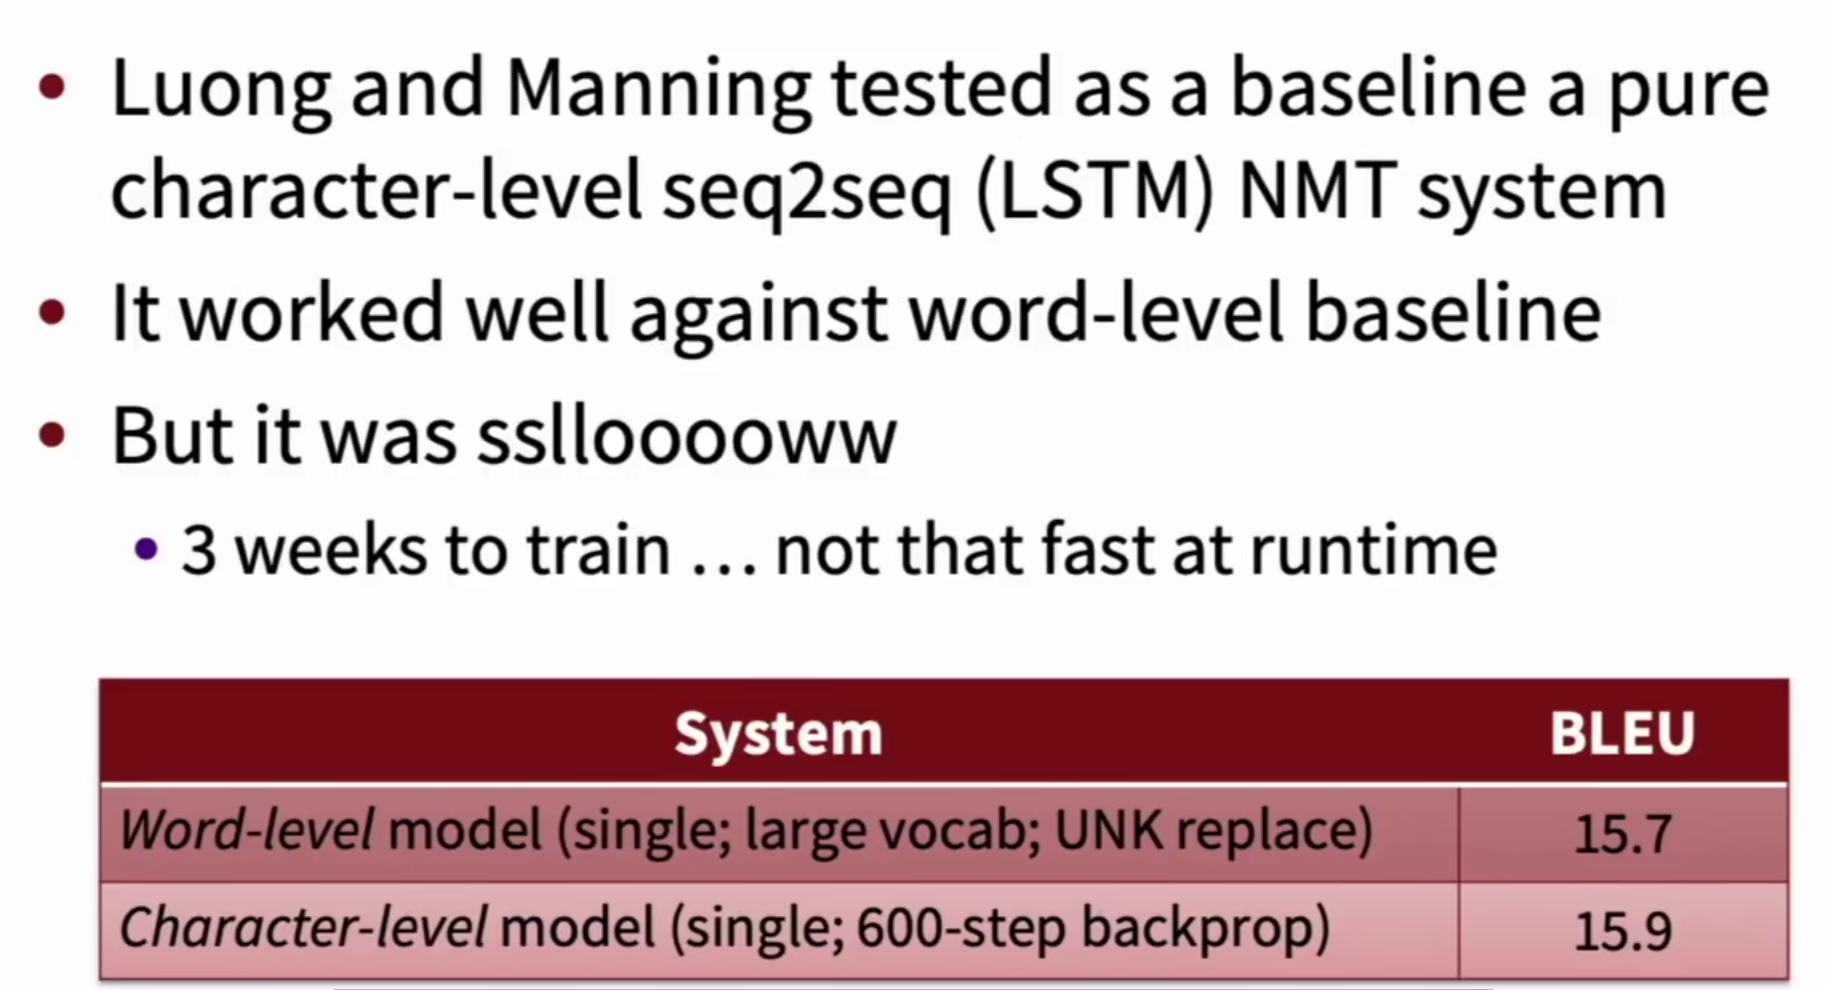 Luong and Manning tested as a baseline a pure
character-level seq2seq (LSTM) NMT system
It worked well against word-level baseline
But it was ssllooooww
3 weeks to train … not that fast at runtime
System BLEU
Word-level model (single; large vocab; UNK replace) 15.7
Character-level model (single; 600-step backprop) 15.9